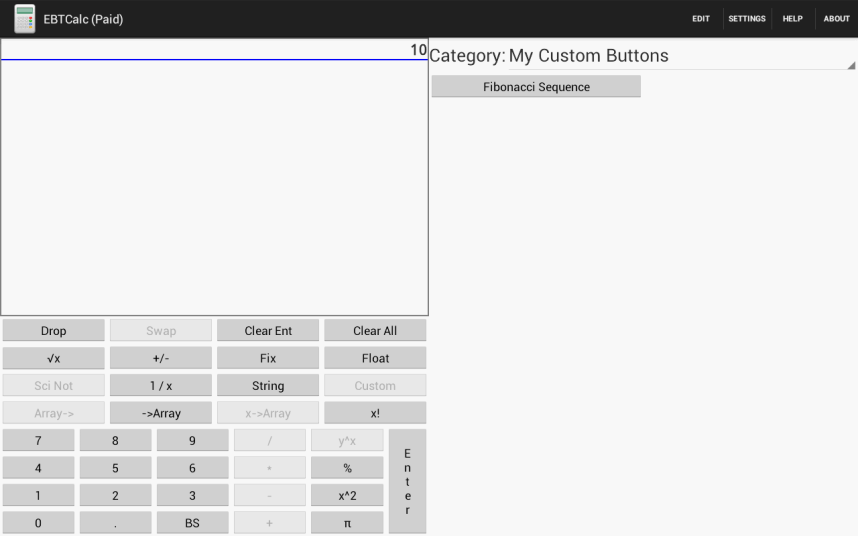 EBTCalc (Paid)
EDIT SETTINGS HELP ABOUT
10
Category: My Custom Buttons
Fibonacci Sequence
Drop Swap Clear Ent Clear All
√x +/- Fix Float
Sci Not 1 / x String Custom
Array-> ->Array x->Array x!
7 8 9 / y^x
4 5 6 * %
1 2 3 - x^2
0 . BS + π
Enter